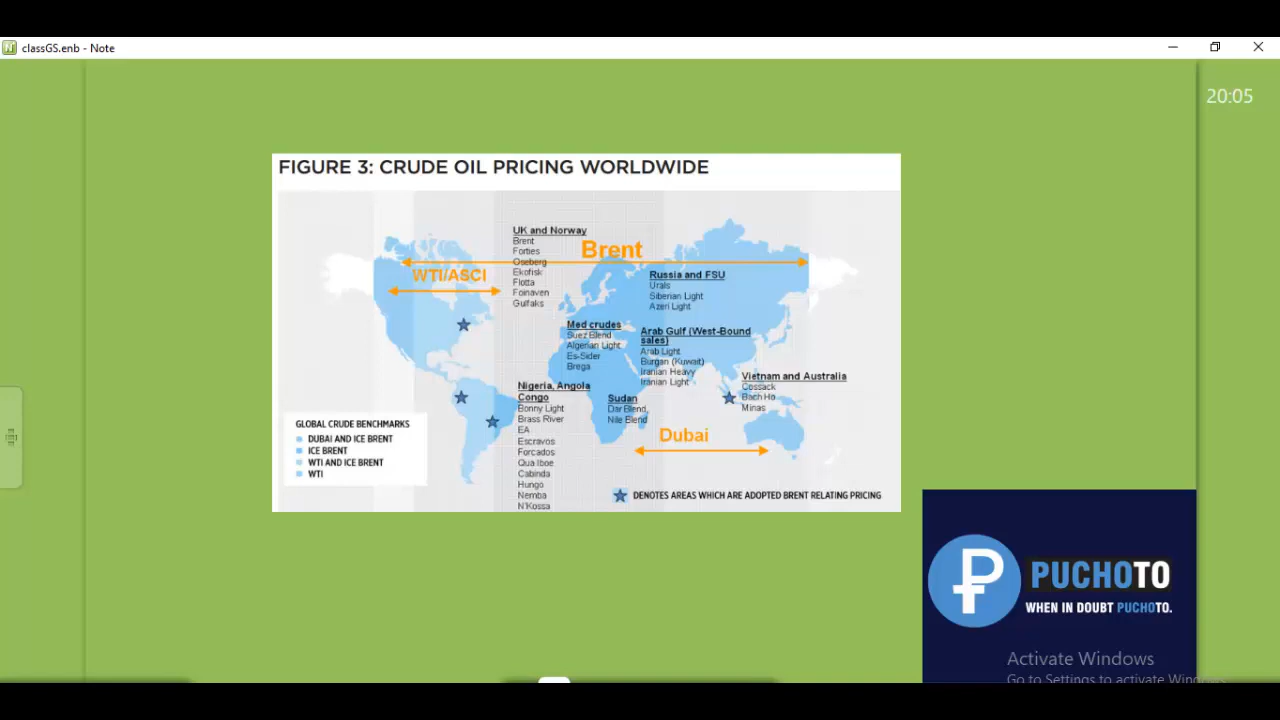 classGS.enb - Note
20:05
FIGURE 3: CRUDE OIL PRICING WORLDWIDE
UK and Norway
Brent
Forties
Oseberg
Ekofisk
Flotta
Foinaven
Gulfaks
Brent
WTI/ASCI
Russia and FSU
Urals
Siberian Light
Azeri Light
Med crudes
Suez Blend
Algerian Light
Es-Sider
Brega
Arab Gulf (West-Bound
sales)
Arab Light
Burgan (Kuwait)
Iranian Heavy
Iranian Light
Vietnam and Australia
Cossack
Bach Ho
Minas
Nigeria, Angola
Congo
Bonny Light
Brass River
EA
Escravos
Forcados
Qua Iboe
Cabinda
Hungo
Nemba
N'Kossa
Sudan
Dar Blend,
Nile Blend
Dubai
GLOBAL CRUDE BENCHMARKS
DUBAI AND ICE BRENT
ICE BRENT
WTI AND ICE BRENT
WTI
DENOTES AREAS WHICH ARE ADOPTED BRENT RELATING PRICING
PUCHOTO
WHEN IN DOUBT PUCHOTO.
Activate Windows
Go to Settings to activate Windows